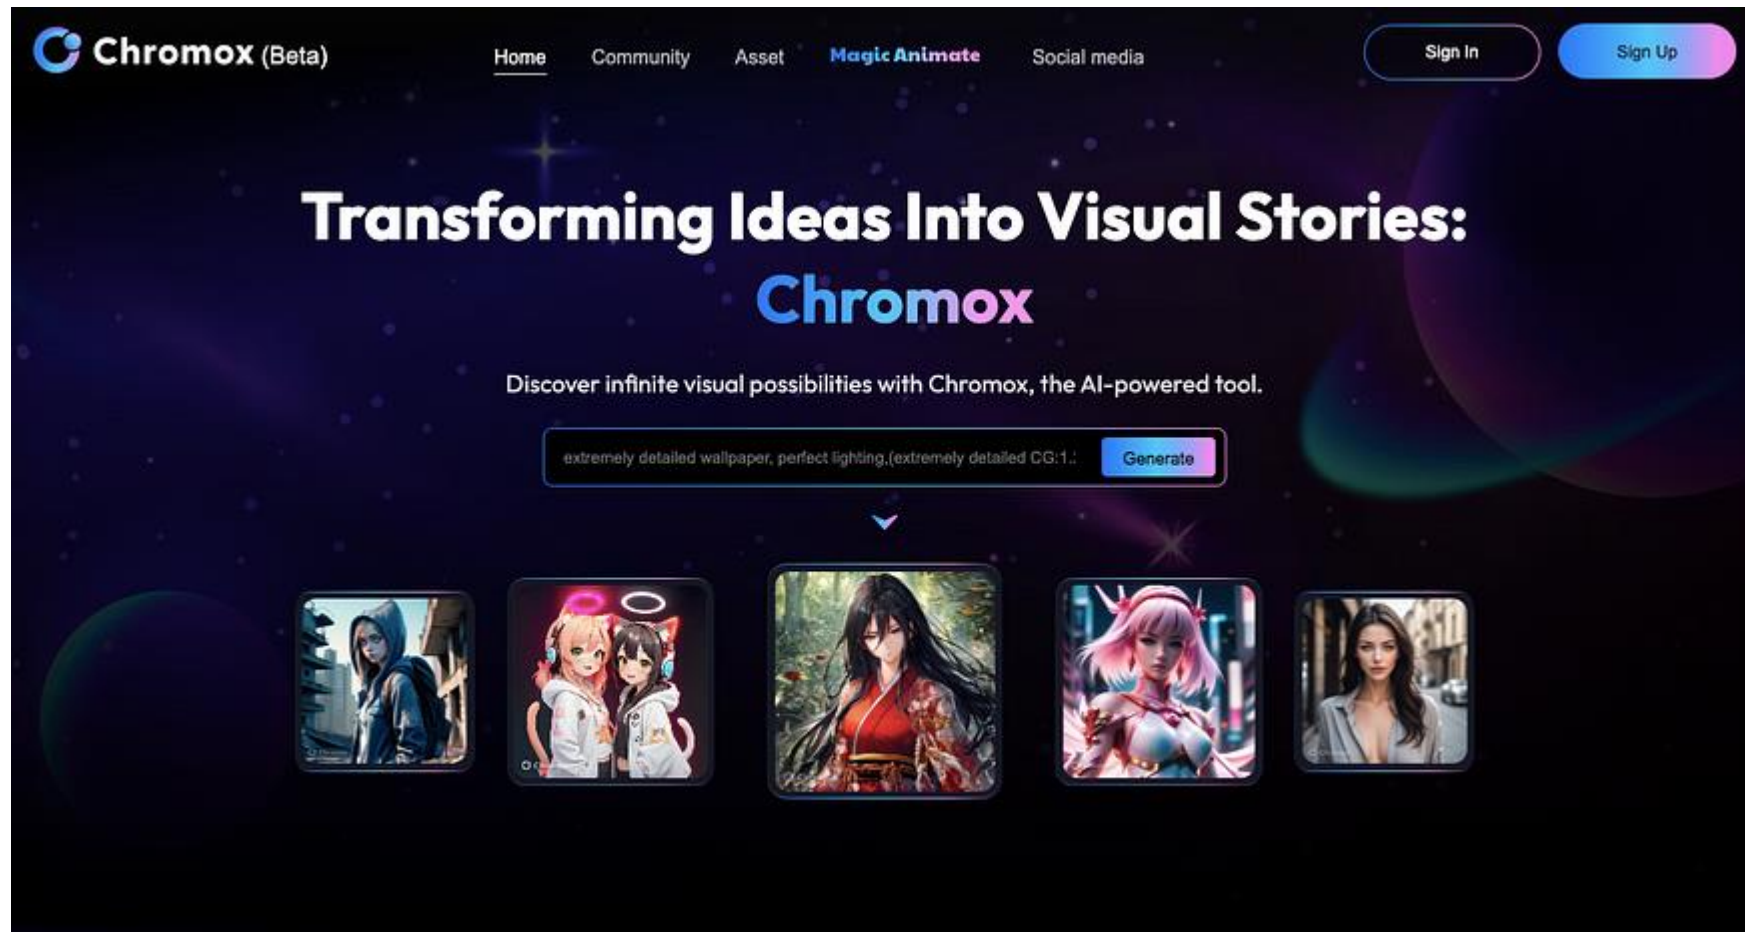 Chromox (Beta)
Home
Community
Asset
Magic Animate
Social media
Sign In
Sign Up
Transforming Ideas Into Visual Stories:
Chromox
Discover infinite visual possibilities with Chromox, the AI-powered tool.
extremely detailed wallpaper, perfect lighting,(extremely detailed CG:1.
Generate